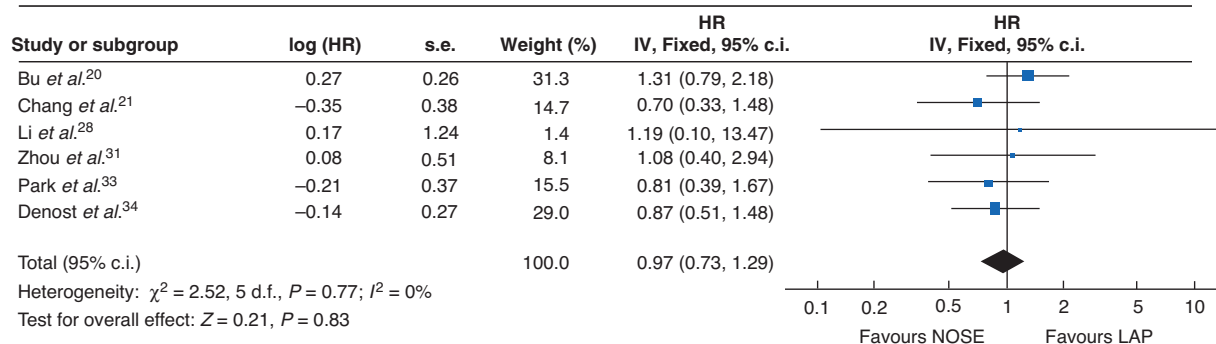 HR HR
Study or subgroup log (HR) s.e. Weight (%) IV, Fixed, 95% c.i. IV, Fixed, 95% c.i.
Bu et al.20 0.27 0.26 31.3 1.31 (0.79, 2.18)
Chang et al.21 –0.35 0.38 14.7 0.70 (0.33, 1.48)
Li et al.28 0.17 1.24 1.4 1.19 (0.10, 13.47)
Zhou et al.31 0.08 0.51 8.1 1.08 (0.40, 2.94)
Park et al.33 –0.21 0.37 15.5 0.81 (0.39, 1.67)
Denost et al.34 –0.14 0.27 29.0 0.87 (0.51, 1.48)
Total (95% c.i.) 100.0 0.97 (0.73, 1.29)
Heterogeneity: χ2 = 2.52, 5 d.f., P = 0.77; I2 = 0%
Test for overall effect: Z = 0.21, P = 0.83
0.1 0.2 0.5 1 2 5 10
Favours NOSE Favours LAP